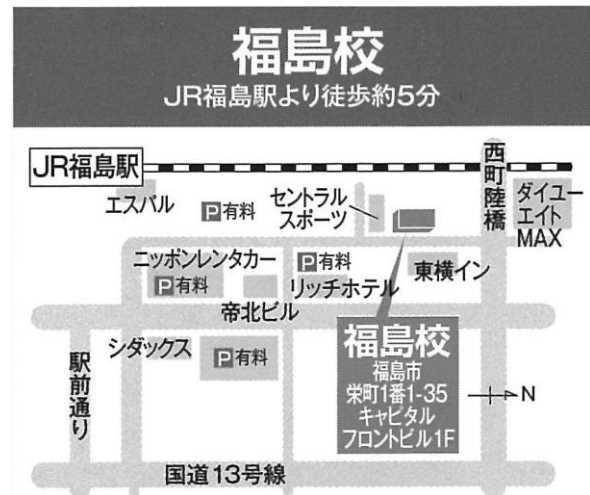 福島校
JR福島駅より徒歩約5分
JR福島駅
西町陸橋
エスパル
P有料
セントラル
スポーツ
ダイユー
エイト
MAX
ニッポンレンタカー
P有料
P有料
リッチホテル
東横イン
帝北ビル
シダックス
P有料
駅前通り
福島校
福島市
栄町1番1-35
キャピタル
フロントビル1F
N
国道13号線